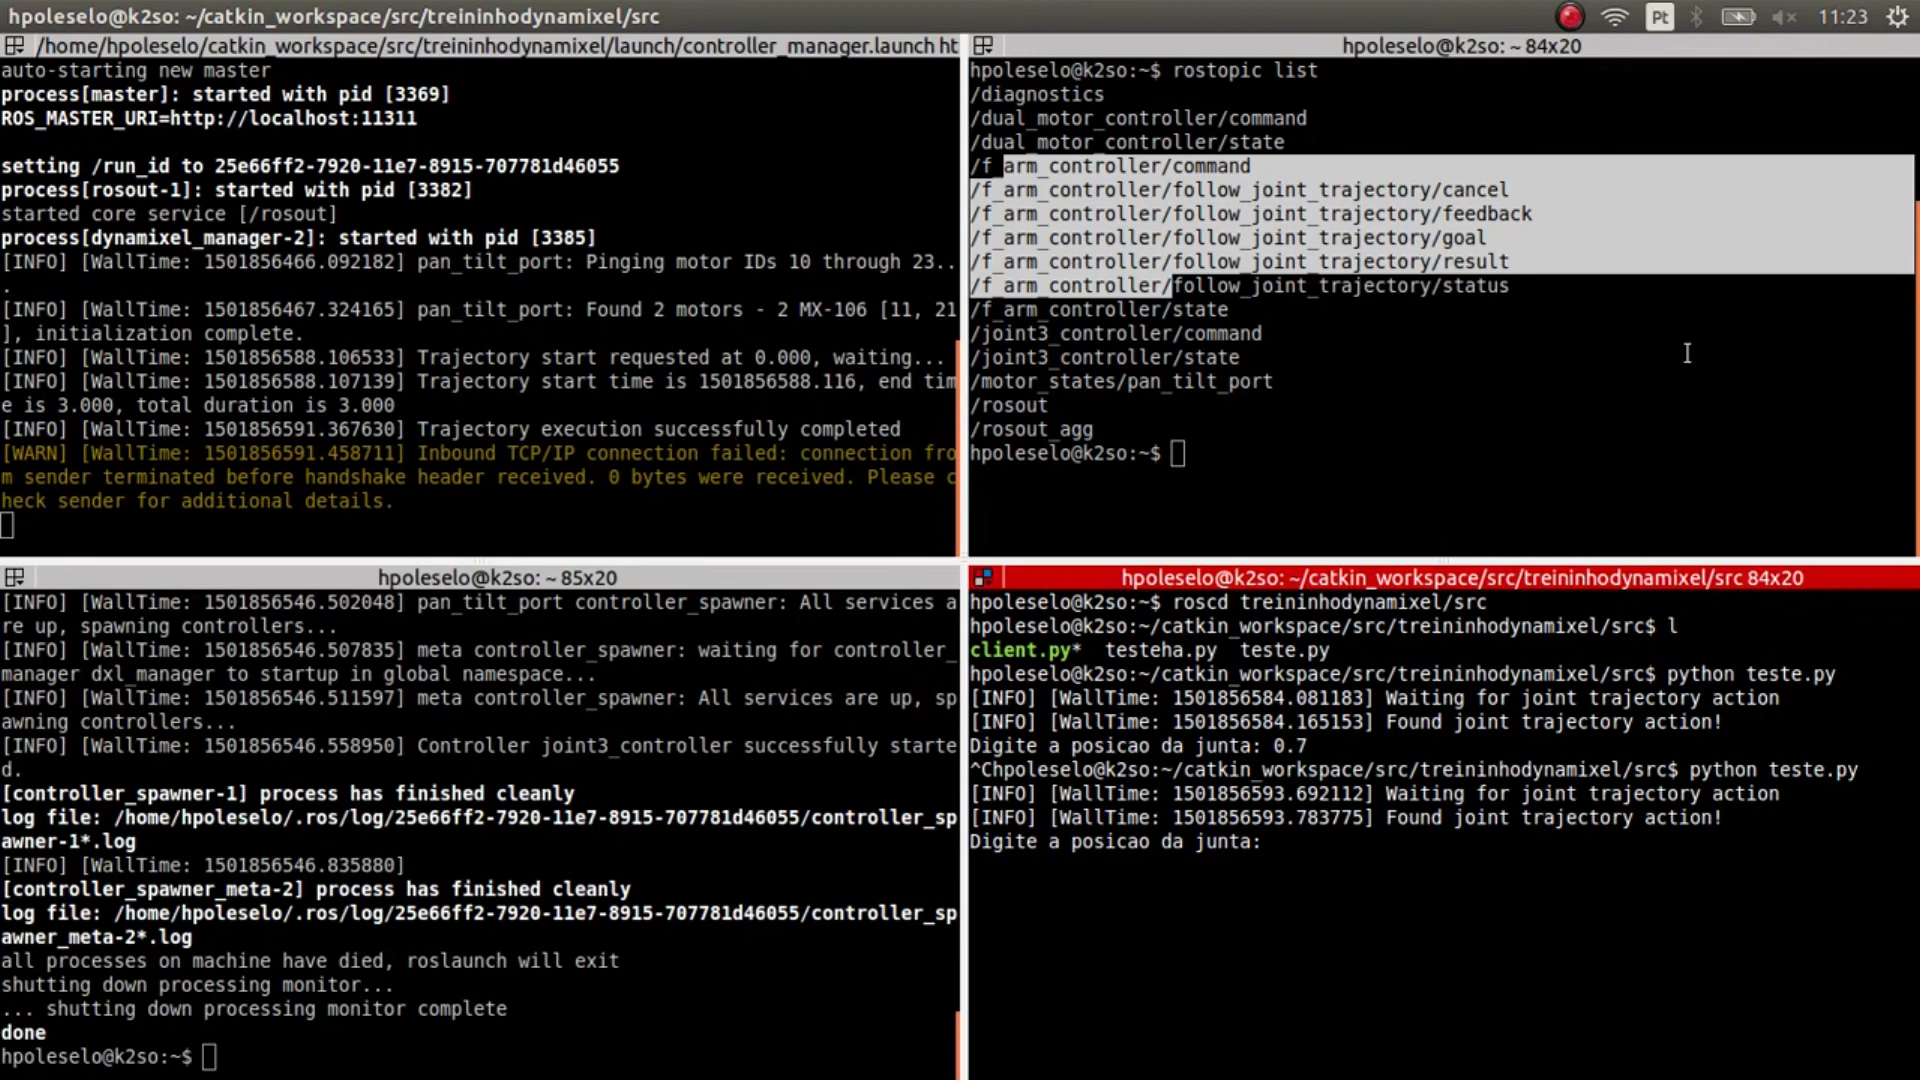 hpoleselo@k2so: ~/catkin_workspace/src/treininhodynamixel/src
Pt
11:23
/home/hpoleselo/catkin_workspace/src/treininhodynamixel/launch/controller_manager.launch ht
auto-starting new master
process[master]: started with pid [3369]
ROS_MASTER_URI=http://localhost:11311
setting /run_id to 25e66ff2-7920-11e7-8915-707781d46055
process[rosout-1]: started with pid [3382]
started core service [/rosout]
process[dynamixel_manager-2]: started with pid [3385]
[INFO] [WallTime: 1501856466.092182] pan_tilt_port: Pinging motor IDs 10 through 23..
.
[INFO] [WallTime: 1501856467.324165] pan_tilt_port: Found 2 motors - 2 MX-106 [11, 21
], initialization complete.
[INFO] [WallTime: 1501856588.106533] Trajectory start requested at 0.000, waiting...
[INFO] [WallTime: 1501856588.107139] Trajectory start time is 1501856588.116, end tim
e is 3.000, total duration is 3.000
[INFO] [WallTime: 1501856591.367630] Trajectory execution successfully completed
[WARN] [WallTime: 1501856591.458711] Inbound TCP/IP connection failed: connection fro
m sender terminated before handshake header received. 0 bytes were received. Please c
heck sender for additional details.
hpoleselo@k2so: ~ 84x20
hpoleselo@k2so:~$ rostopic list
/diagnostics
/dual_motor_controller/command
/dual_motor_controller/state
/f_arm_controller/command
/f_arm_controller/follow_joint_trajectory/cancel
/f_arm_controller/follow_joint_trajectory/feedback
/f_arm_controller/follow_joint_trajectory/goal
/f_arm_controller/follow_joint_trajectory/result
/f_arm_controller/follow_joint_trajectory/status
/f_arm_controller/state
/joint3_controller/command
/joint3_controller/state
/motor_states/pan_tilt_port
/rosout
/rosout_agg
hpoleselo@k2so:~$
hpoleselo@k2so: ~ 85x20
[INFO] [WallTime: 1501856546.502048] pan_tilt_port controller_spawner: All services a
re up, spawning controllers...
[INFO] [WallTime: 1501856546.507835] meta controller_spawner: waiting for controller_
manager dxl_manager to startup in global namespace...
[INFO] [WallTime: 1501856546.511597] meta controller_spawner: All services are up, sp
awning controllers...
[INFO] [WallTime: 1501856546.558950] Controller joint3_controller successfully starte
d.
[controller_spawner-1] process has finished cleanly
log file: /home/hpoleselo/.ros/log/25e66ff2-7920-11e7-8915-707781d46055/controller_sp
awner-1*.log
[INFO] [WallTime: 1501856546.835880]
[controller_spawner_meta-2] process has finished cleanly
log file: /home/hpoleselo/.ros/log/25e66ff2-7920-11e7-8915-707781d46055/controller_sp
awner_meta-2*.log
all processes on machine have died, roslaunch will exit
shutting down processing monitor...
... shutting down processing monitor complete
done
hpoleselo@k2so:~$
hpoleselo@k2so: ~/catkin_workspace/src/treininhodynamixel/src 84x20
hpoleselo@k2so:~$ roscd treininhodynamixel/src
hpoleselo@k2so:~/catkin_workspace/src/treininhodynamixel/src$ l
client.py*  testeha.py  teste.py
hpoleselo@k2so:~/catkin_workspace/src/treininhodynamixel/src$ python teste.py
[INFO] [WallTime: 1501856584.081183] Waiting for joint trajectory action
[INFO] [WallTime: 1501856584.165153] Found joint trajectory action!
Digite a posicao da junta: 0.7
^Chpoleselo@k2so:~/catkin_workspace/src/treininhodynamixel/src$ python teste.py
[INFO] [WallTime: 1501856593.692112] Waiting for joint trajectory action
[INFO] [WallTime: 1501856593.783775] Found joint trajectory action!
Digite a posicao da junta: